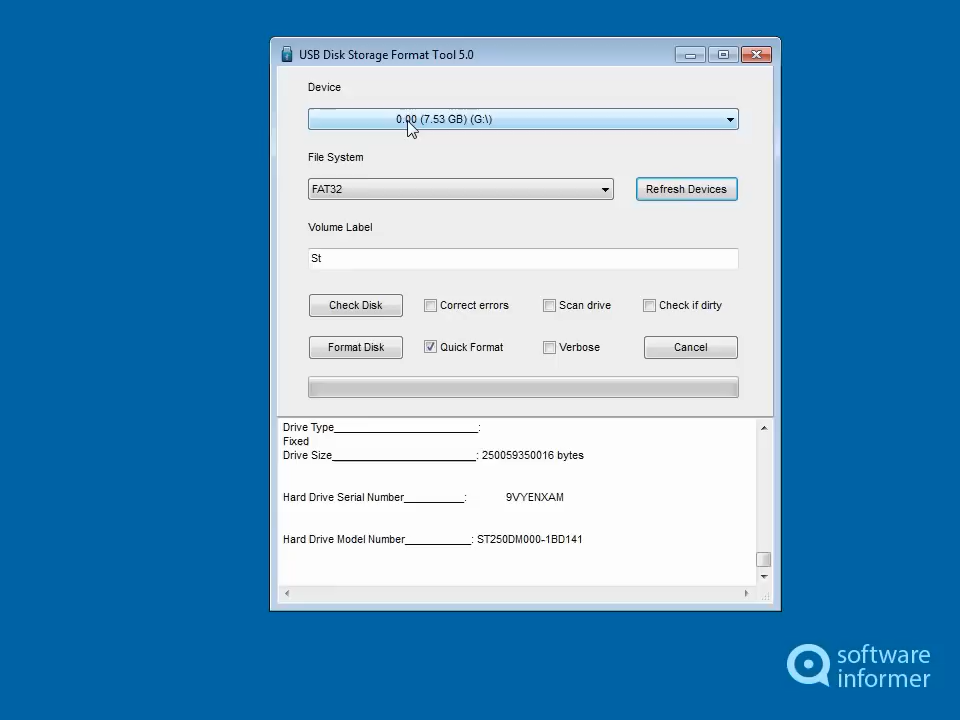 USB Disk Storage Format Tool 5.0
Device
0.00 (7.53 GB) (G:\)
File System
FAT32
Refresh Devices
Volume Label
St
Check Disk
Correct errors
Scan drive
Check if dirty
Format Disk
Quick Format
Verbose
Cancel
Drive Type________________________:
Fixed
Drive Size________________________: 250059350016 bytes
Hard Drive Serial Number__________: 9VYENXAM
Hard Drive Model Number___________: ST250DM000-1BD141
software
informer